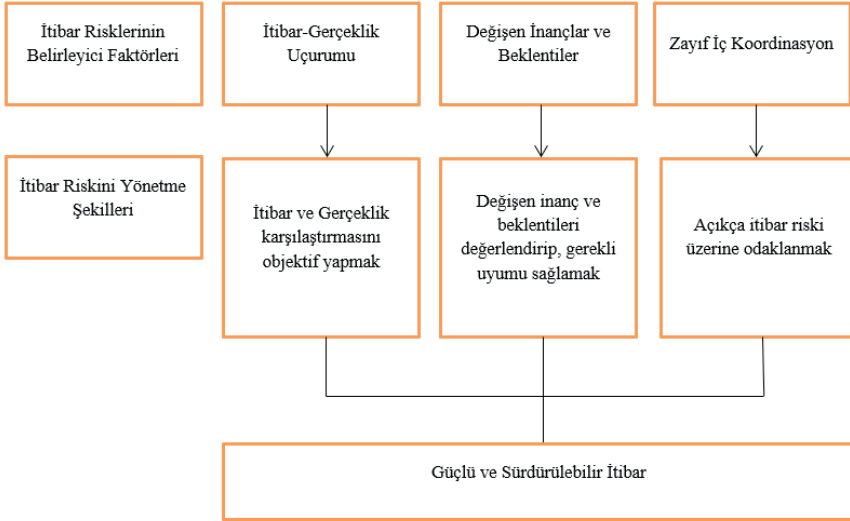 İtibar Risklerinin
Belirleyici Faktörleri
İtibar-Gerçeklik
Uçurumu
Değişen İnançlar ve
Beklentiler
Zayıf İç Koordinasyon
İtibar Riskini Yönetme
Şekilleri
İtibar ve Gerçeklik
karşılaştırmasını
objektif yapmak
Değişen inanç ve
beklentileri
değerlendirip, gerekli
uyumu sağlamak
Açıkça itibar riski
üzerine odaklanmak
Güçlü ve Sürdürülebilir İtibar